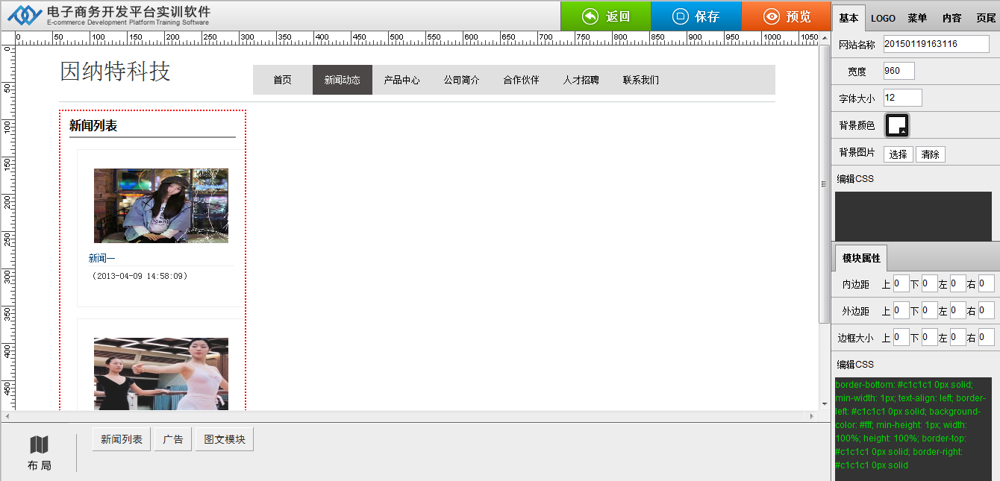 电子商务开发平台实训软件
E-commerce Development Platform Training Software
返回
保存
预览
基本 LOGO 菜单 内容 页尾
0 50 100 150 200 250 300 350 400 450 500 550 600 650 700 750 800 850 900 950 1000 1050
0
50
100
150
200
250
300
350
400
450
因纳特科技
首页 新闻动态 产品中心 公司简介 合作伙伴 人才招聘 联系我们
新闻列表
新闻一
(2013-04-09 14:58:09)
网站名称 20150119163116
宽度 960
字体大小 12
背景颜色
背景图片 选择 清除
编辑CSS
模块属性
内边距 上 0 下 0 左 0 右 0
外边距 上 0 下 0 左 0 右 0
边框大小 上 0 下 0 左 0 右 0
编辑CSS
border-bottom: #c1c1c1 0px solid;
min-width: 1px; text-align: left; border-
left: #c1c1c1 0px solid; background-
color: #fff; min-height: 1px; width:
100%; height: 100%; border-top:
#c1c1c1 0px solid; border-right:
#c1c1c1 0px solid
布局
新闻列表 广告 图文模块